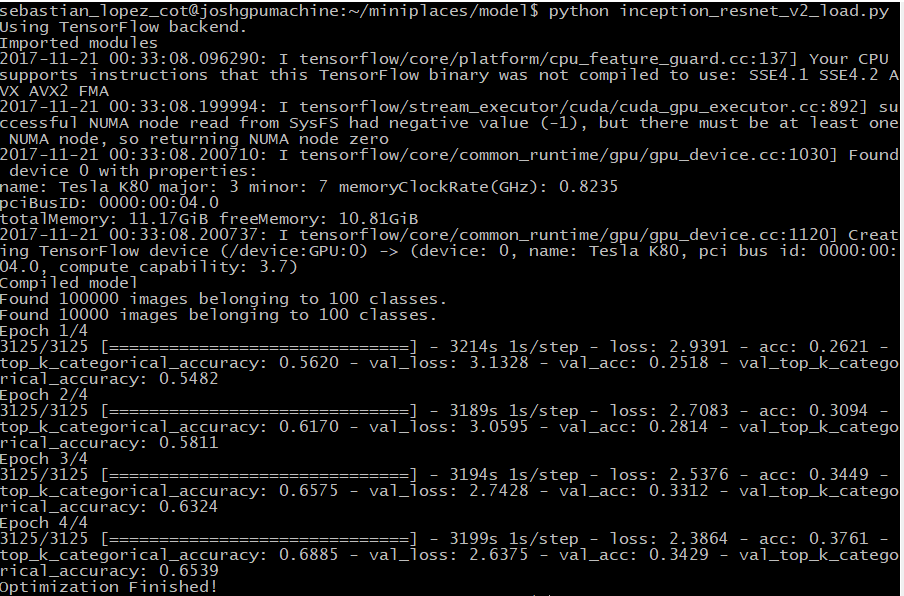 sebastian_lopez_cot@joshgpumachine:~/miniplaces/model$ python inception_resnet_v2_load.py
Using TensorFlow backend.
Imported modules
2017-11-21 00:33:08.096290: I tensorflow/core/platform/cpu_feature_guard.cc:137] Your CPU
supports instructions that this TensorFlow binary was not compiled to use: SSE4.1 SSE4.2 A
VX AVX2 FMA
2017-11-21 00:33:08.199994: I tensorflow/stream_executor/cuda/cuda_gpu_executor.cc:892] su
ccessful NUMA node read from SysFS had negative value (-1), but there must be at least one
 NUMA node, so returning NUMA node zero
2017-11-21 00:33:08.200710: I tensorflow/core/common_runtime/gpu/gpu_device.cc:1030] Found
 device 0 with properties:
name: Tesla K80 major: 3 minor: 7 memoryClockRate(GHz): 0.8235
pciBusID: 0000:00:04.0
totalMemory: 11.17GiB freeMemory: 10.81GiB
2017-11-21 00:33:08.200737: I tensorflow/core/common_runtime/gpu/gpu_device.cc:1120] Creat
ing TensorFlow device (/device:GPU:0) -> (device: 0, name: Tesla K80, pci bus id: 0000:00:
04.0, compute capability: 3.7)
Compiled model
Found 100000 images belonging to 100 classes.
Found 10000 images belonging to 100 classes.
Epoch 1/4
3125/3125 [==============================] - 3214s 1s/step - loss: 2.9391 - acc: 0.2621 -
top_k_categorical_accuracy: 0.5620 - val_loss: 3.1328 - val_acc: 0.2518 - val_top_k_catego
rical_accuracy: 0.5482
Epoch 2/4
3125/3125 [==============================] - 3189s 1s/step - loss: 2.7083 - acc: 0.3094 -
top_k_categorical_accuracy: 0.6170 - val_loss: 3.0595 - val_acc: 0.2814 - val_top_k_catego
rical_accuracy: 0.5811
Epoch 3/4
3125/3125 [==============================] - 3194s 1s/step - loss: 2.5376 - acc: 0.3449 -
top_k_categorical_accuracy: 0.6575 - val_loss: 2.7428 - val_acc: 0.3312 - val_top_k_catego
rical_accuracy: 0.6324
Epoch 4/4
3125/3125 [==============================] - 3199s 1s/step - loss: 2.3864 - acc: 0.3761 -
top_k_categorical_accuracy: 0.6885 - val_loss: 2.6375 - val_acc: 0.3429 - val_top_k_catego
rical_accuracy: 0.6539
Optimization Finished!